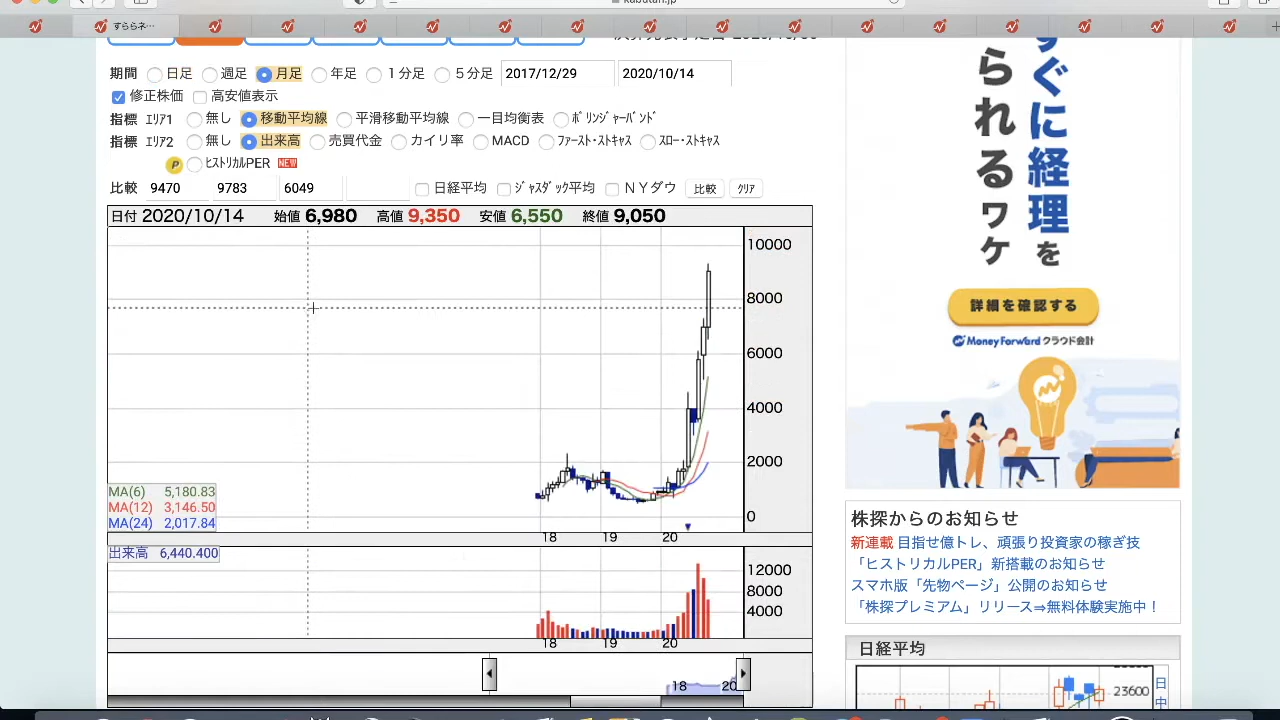 kabutan.jp
すららネ…
期間 日足 週足 月足 年足 1分足 5分足 2017/12/29 2020/10/14
修正株価 高安値表示
指標 ｴﾘｱ1 無し 移動平均線 平滑移動平均線 一目均衡表 ﾎﾞﾘﾝｼﾞｬｰﾊﾞﾝﾄﾞ
指標 ｴﾘｱ2 無し 出来高 売買代金 カイリ率 MACD ﾌｧｰｽﾄ･ｽﾄｷｬｽ ｽﾛｰ･ｽﾄｷｬｽ
P ﾋｽﾄﾘｶﾙPER NEW
比較 9470 9783 6049 日経平均 ｼﾞｬｽﾀﾞｯｸ平均 NYダウ 比較 ｸﾘｱ
日付 2020/10/14 始値 6,980 高値 9,350 安値 6,550 終値 9,050
10000
8000
6000
4000
2000
0
MA(6) 5,180.83
MA(12) 3,146.50
MA(24) 2,017.84
18 19 20
出来高 6,440.400
12000
8000
4000
18 19 20
18 20
すぐに経理を
られるワケ
詳細を確認する
Money Forward クラウド会計
株探からのお知らせ
新連載 目指せ億トレ、頑張り投資家の稼ぎ技
「ヒストリカルPER」新搭載のお知らせ
スマホ版「先物ページ」公開のお知らせ
「株探プレミアム」リリース⇒無料体験実施中！
日経平均
23600
日
中